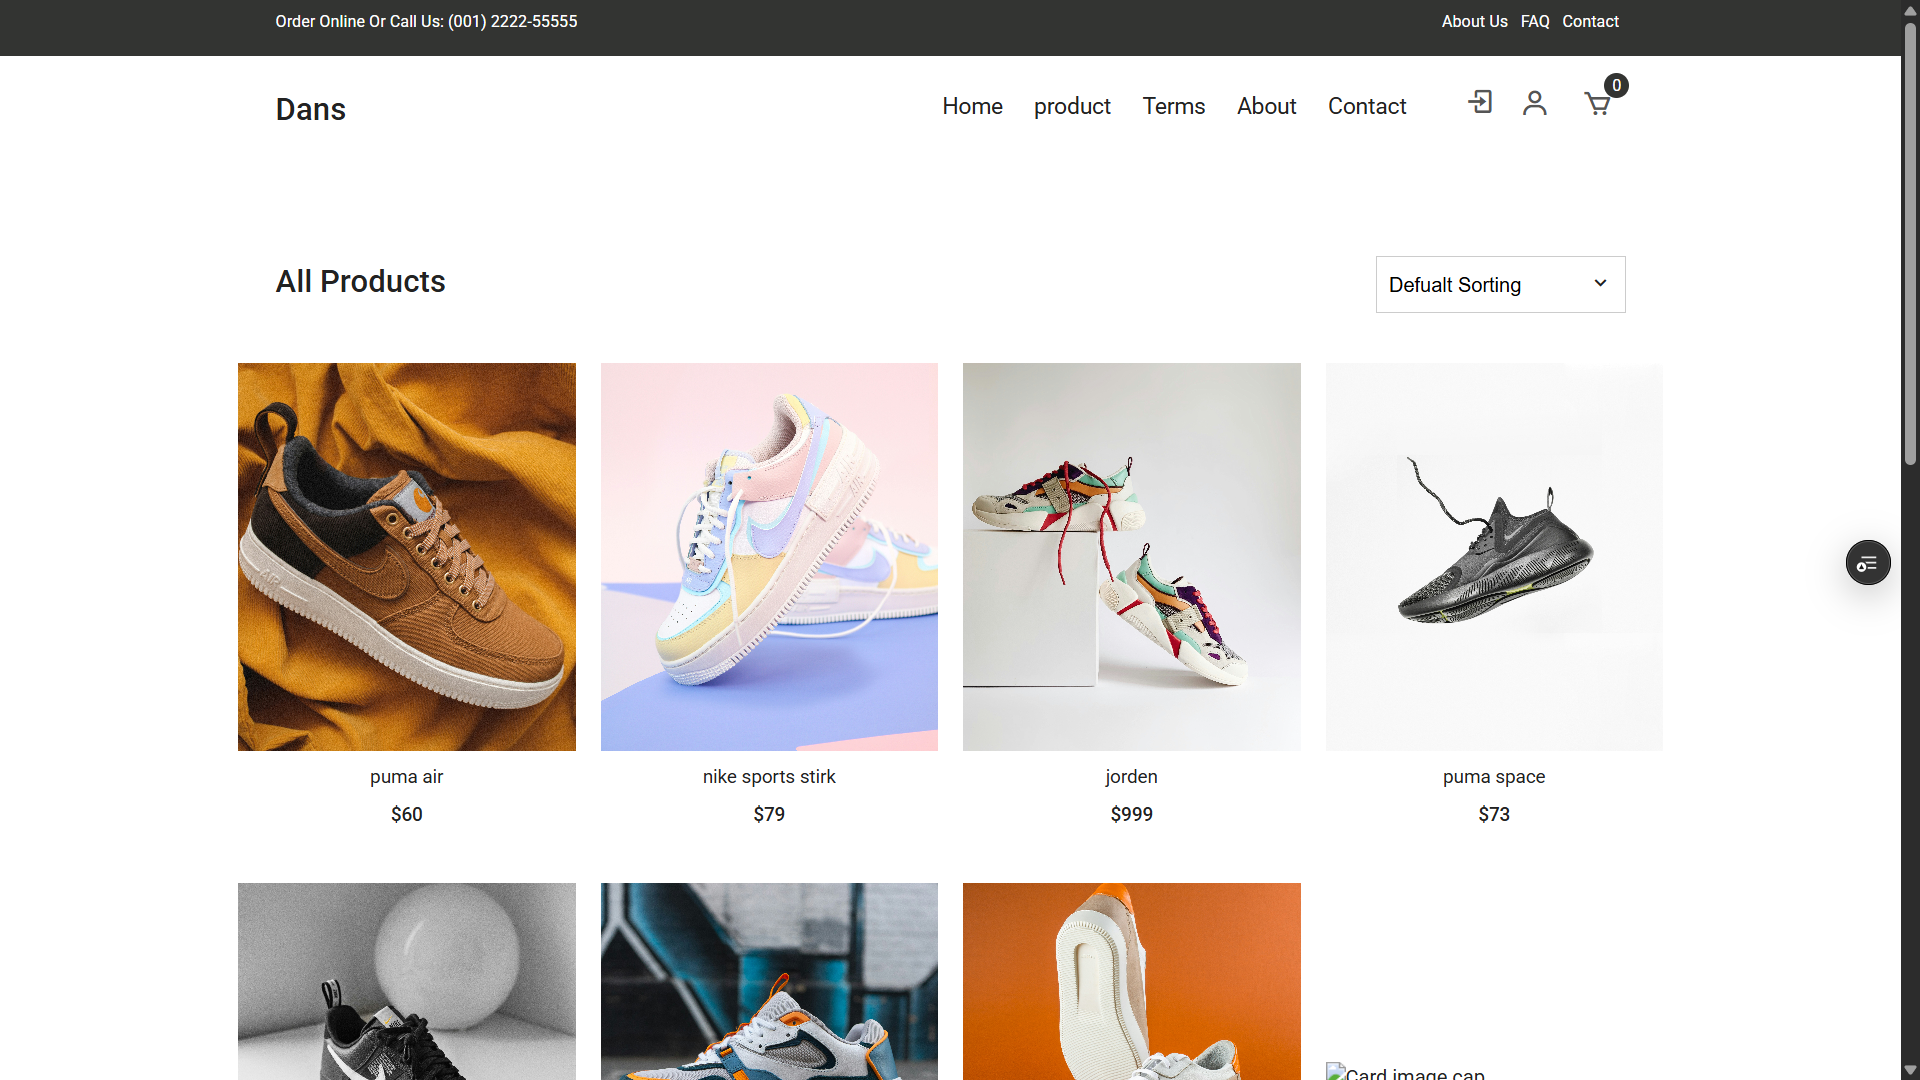 Order Online Or Call Us: (001) 2222-55555
About Us FAQ Contact
Dans
Home product Terms About Contact
0
All Products
Defualt Sorting
puma air
nike sports stirk
jorden
puma space
$60
$79
$999
$73
Card image cap